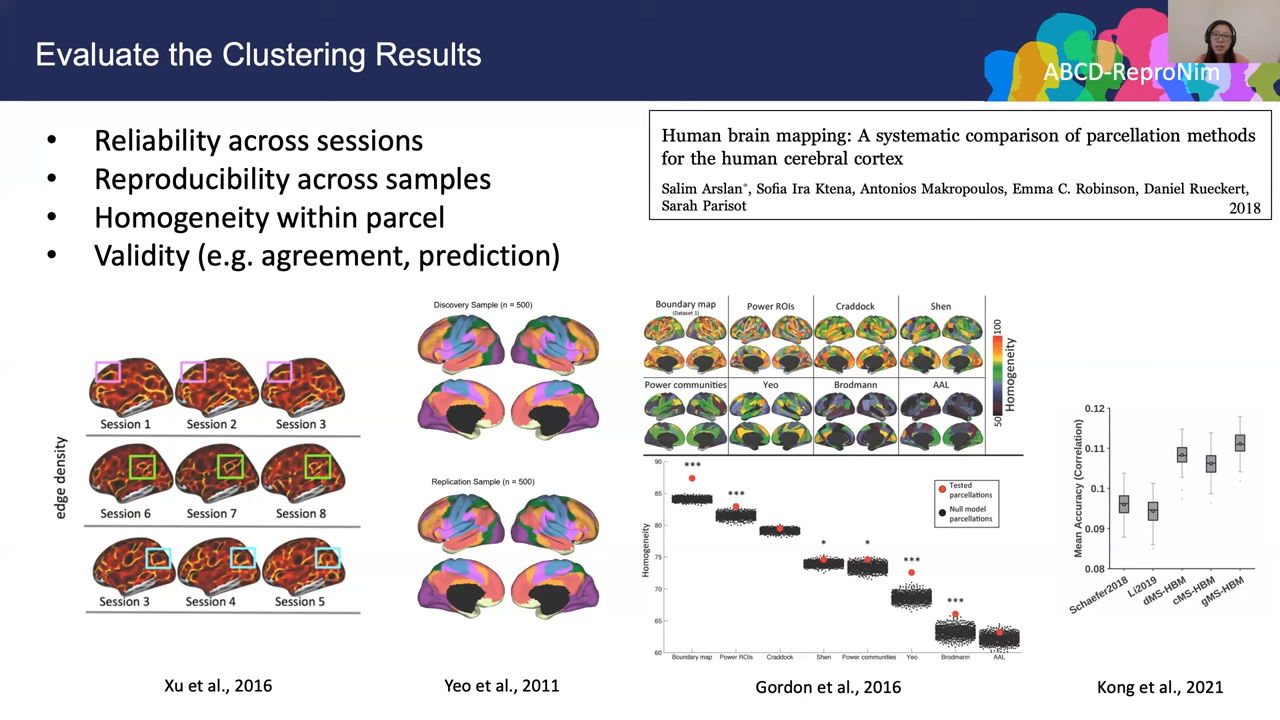 Evaluate the Clustering Results
ABCD-ReproNim
• Reliability across sessions
• Reproducibility across samples
• Homogeneity within parcel
• Validity (e.g. agreement, prediction)
Human brain mapping: A systematic comparison of parcellation methods
for the human cerebral cortex
Salim Arslan*, Sofia Ira Ktena, Antonios Makropoulos, Emma C. Robinson, Daniel Rueckert,
Sarah Parisot
2018
edge density
Session 1 Session 2 Session 3
Session 6 Session 7 Session 8
Session 3 Session 4 Session 5
Xu et al., 2016
Discovery Sample (n = 500)
Replication Sample (n = 500)
Yeo et al., 2011
Boundary map Power ROIs Craddock Shen
(Dataset 1)
Power communities Yeo Brodmann AAL
100
50
Homogeneity
Homogeneity
90
85
80
75
70
65
60
*** *** * * *** ***
Tested
parcellations
Null model
parcellations
Boundary map Power ROIs Craddock Shen Power communities Yeo Brodmann AAL
Gordon et al., 2016
Mean Accuracy (Correlation)
0.12
0.11
0.1
0.09
0.08
Schaefer2018 Li2019 dMS-HBM cMS-HBM gMS-HBM
Kong et al., 2021